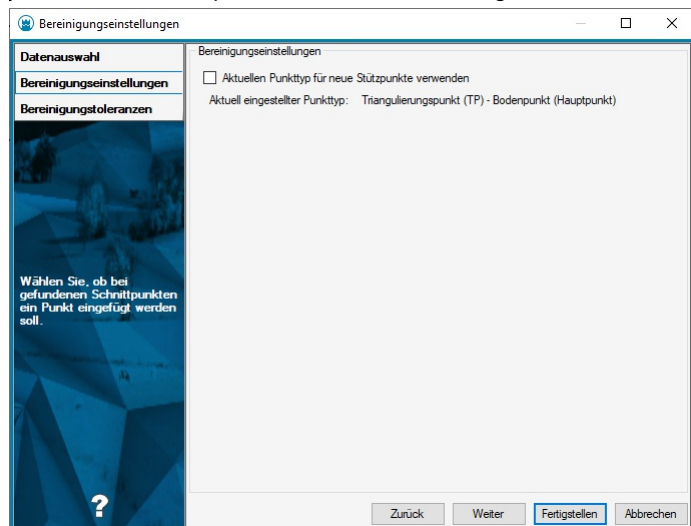 Bereinigungseinstellungen
Datenauswahl
Bereinigungseinstellungen
Bereinigungstoleranzen
Wählen Sie, ob bei
gefundenen Schnittpunkten
ein Punkt eingefügt werden
soll.
?
Bereinigungseinstellungen
Aktuellen Punkttyp für neue Stützpunkte verwenden
Aktuell eingestellter Punkttyp: Triangulierungspunkt (TP) - Bodenpunkt (Hauptpunkt)
Zurück Weiter Fertigstellen Abbrechen